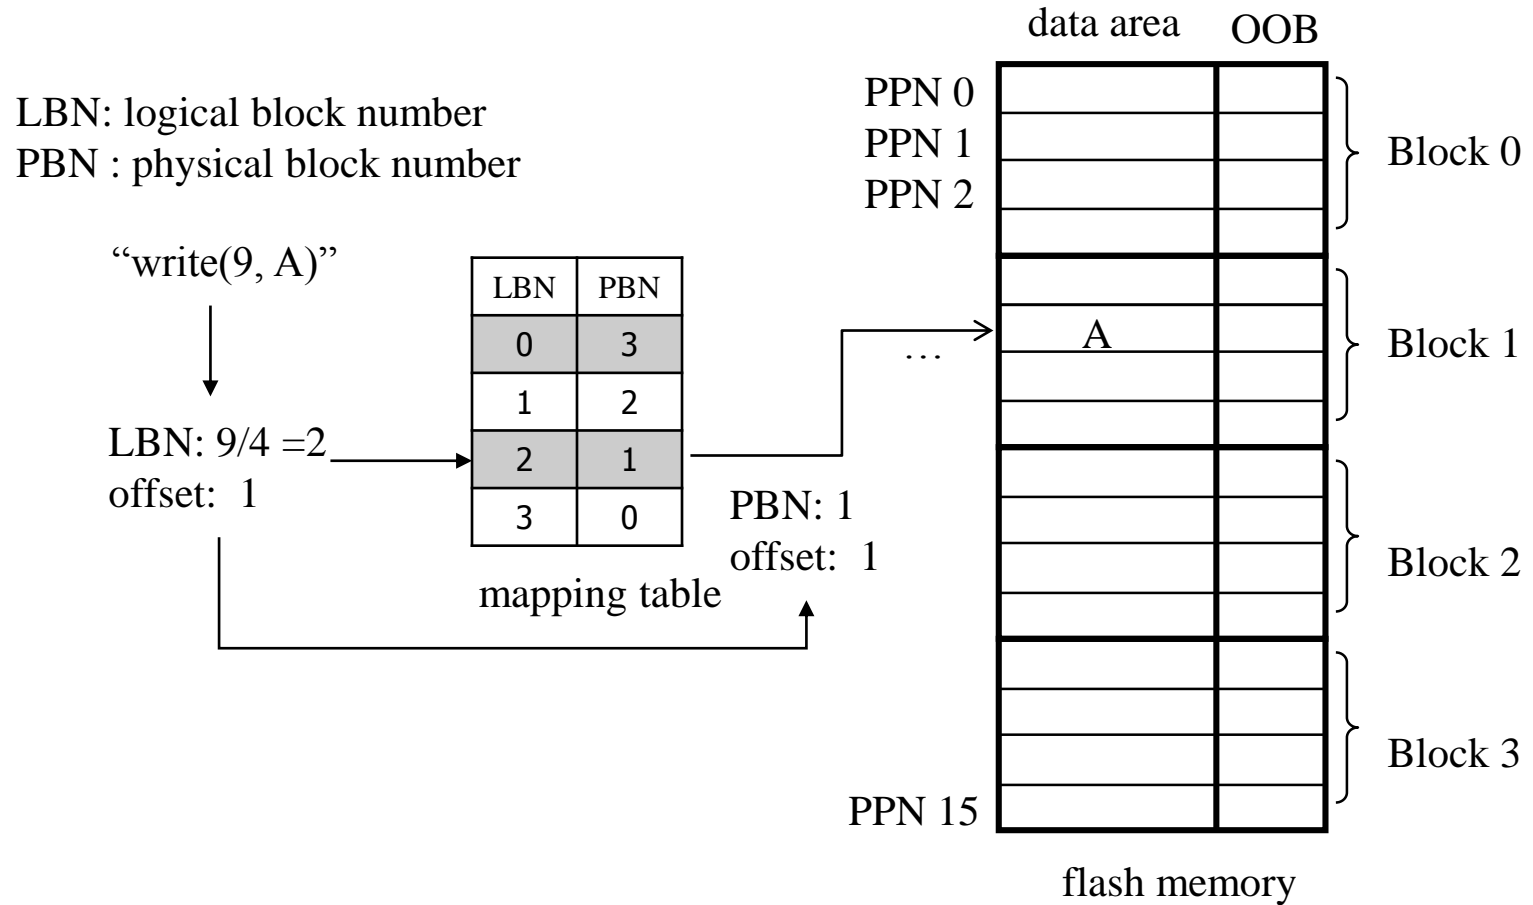 data area OOB
LBN: logical block number
PBN : physical block number
PPN 0
PPN 1
PPN 2
Block 0
“write(9, A)”
LBN PBN
0 3
1 2
2 1
3 0
mapping table
LBN: 9/4 =2
offset: 1
PBN: 1
offset: 1
…
A
Block 1
Block 2
Block 3
PPN 15
flash memory